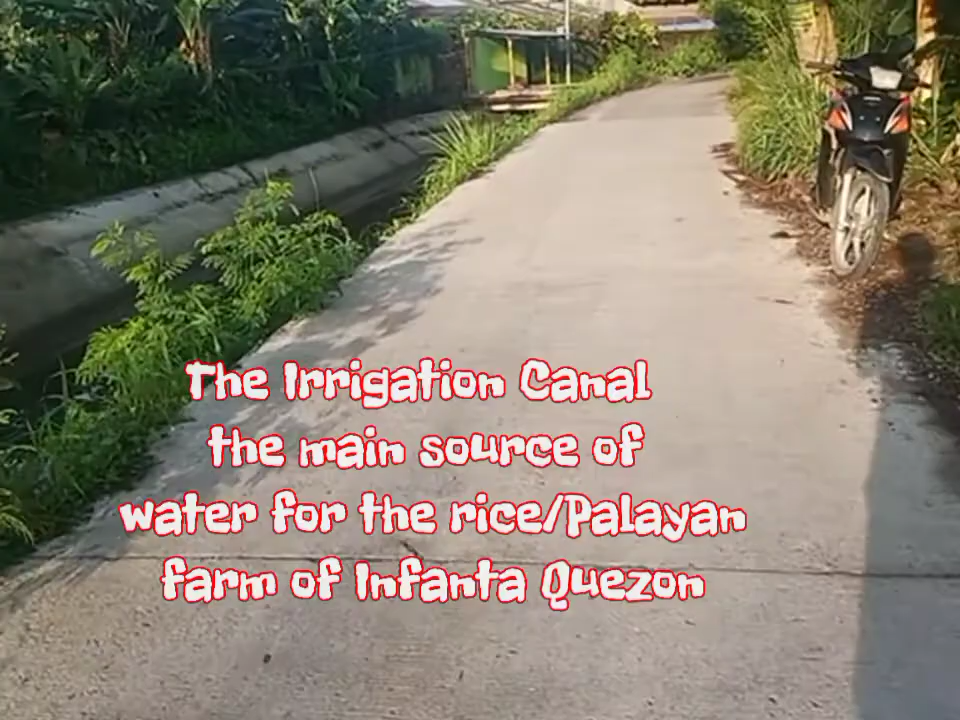 The Irrigation Canal
the main source of
water for the rice/Palayan
farm of Infanta Quezon